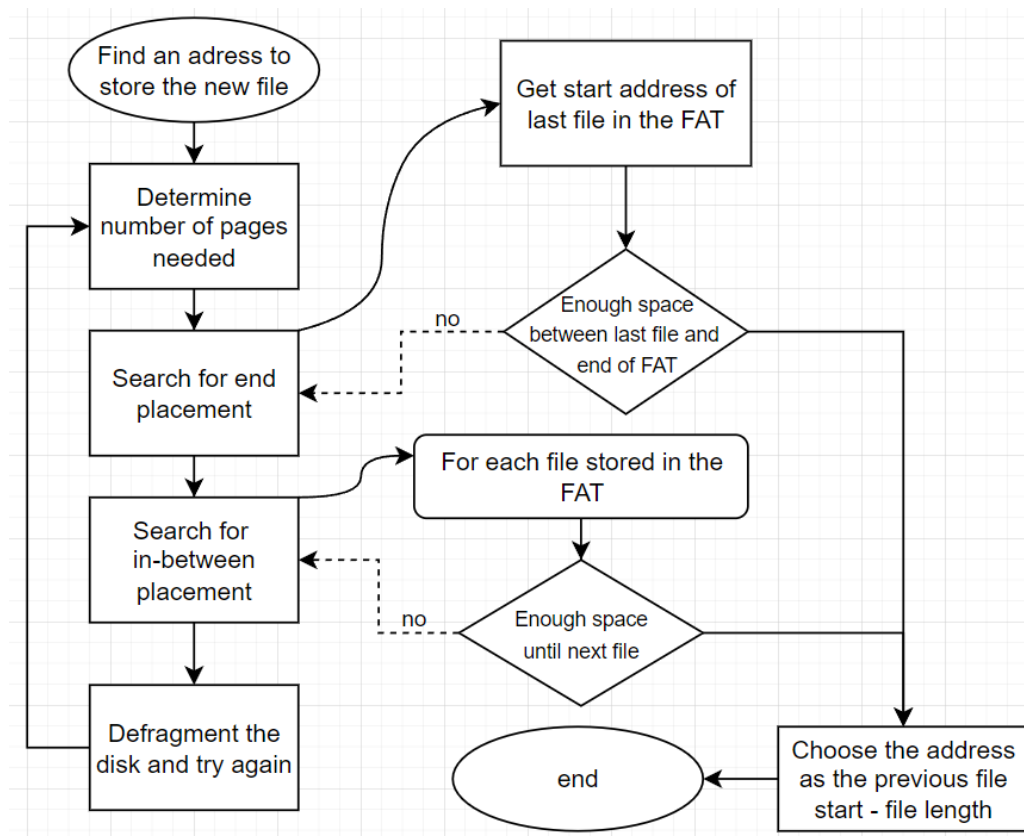 Find an adress to
store the new file
Get start address of
last file in the FAT
Determine
number of pages
needed
Enough space
between last file and
end of FAT
no
Search for end
placement
For each file stored in the
FAT
Search for
in-between
placement
Enough space
until next file
no
Defragment the
disk and try again
end
Choose the address
as the previous file
start - file length